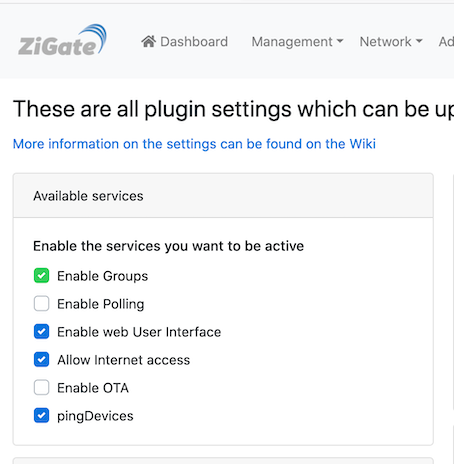 ZiGate
Dashboard Management Network Ad
These are all plugin settings which can be up
More information on the settings can be found on the Wiki
Available services
Enable the services you want to be active
Enable Groups
Enable Polling
Enable web User Interface
Allow Internet access
Enable OTA
pingDevices